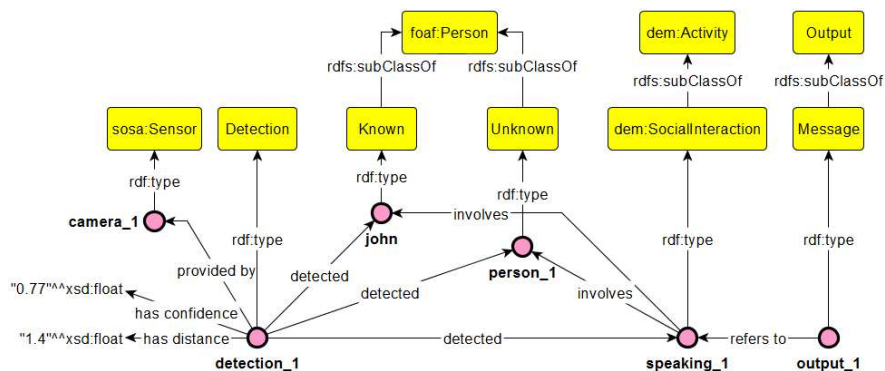 foaf:Person
dem:Activity
Output
rdfs:subClassOf
rdfs:subClassOf
rdfs:subClassOf
rdfs:subClassOf
sosa:Sensor
Detection
Known
Unknown
dem:SocialInteraction
Message
rdf:type
rdf:type
rdf:type
camera_1
john
involves
rdf:type
rdf:type
rdf:type
person_1
provided by
detected
detected
involves
"0.77"^^xsd:float
has confidence
"1.4"^^xsd:float
has distance
detected
refers to
detection_1
speaking_1
output_1